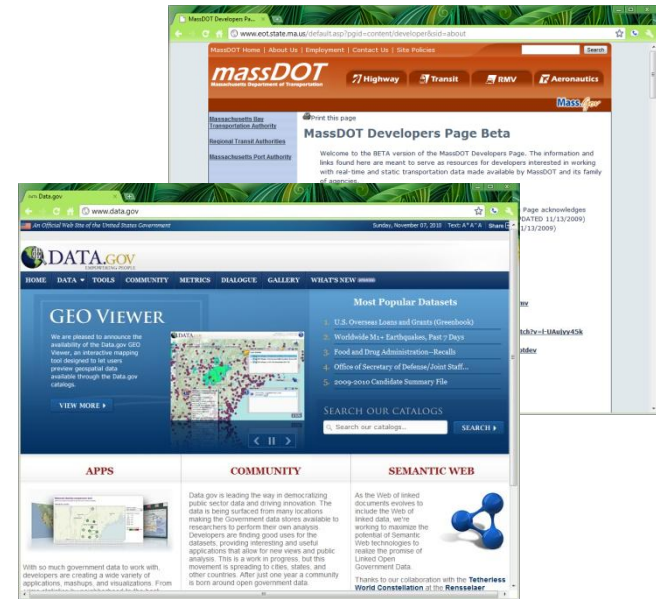 MassDOT Developers Pa...
www.eot.state.ma.us/default.asp?pgid=content/developer&sid=about
MassDOT Home | About Us | Employment | Contact Us | Site Policies
Search
massDOT
Massachusetts Department of Transportation
Highway
Transit
RMV
Aeronautics
Mass.Gov
Massachusetts Bay
Transportation Authority
Regional Transit Authorities
Massachusetts Port Authority
Print this page
MassDOT Developers Page Beta
Welcome to the BETA version of the MassDOT Developers Page. The information and
links found here are meant to serve as resources for developers interested in working
with real-time and static transportation data made available by MassDOT and its family
of agencies.
Page acknowledges
DATED 11/13/2009)
1/13/2009)
Data.gov
www.data.gov
An Official Web Site of the United States Government
Sunday, November 07, 2010
Text: A+ A- A
Share
DATA.GOV
EMPOWERING PEOPLE
HOME DATA TOOLS COMMUNITY METRICS DIALOGUE GALLERY WHAT'S NEW
GEO VIEWER
We are pleased to announce the
availability of the Data.gov GEO
Viewer, an interactive mapping
tool designed to let users
preview geospatial data
available through the Data.gov
catalogs.
VIEW MORE
Most Popular Datasets
1. U.S. Overseas Loans and Grants (Greenbook)
2. Worldwide M1+ Earthquakes, Past 7 Days
3. Food and Drug Administration--Recalls
4. Office of Secretary of Defense/Joint Staff...
5. 2009-2010 Candidate Summary File
SEARCH OUR CATALOGS
Search our catalogs...
SEARCH
APPS
With so much government data to work with,
developers are creating a wide variety of
applications, mashups, and visualizations. From
COMMUNITY
Data.gov is leading the way in democratizing
public sector data and driving innovation. The
data is being surfaced from many locations
making the Government data stores available to
researchers to perform their own analysis.
Developers are finding good uses for the
datasets, providing interesting and useful
applications that allow for new views and public
analysis. This is a work in progress, but this
movement is spreading to cities, states, and
other countries. After just one year a community
is born around open government data.
SEMANTIC WEB
As the Web of linked
documents evolves to
include the Web of
linked data, we're
working to maximize the
potential of Semantic
Web technologies to
realize the promise of
Linked Open
Government Data.
Thanks to our collaboration with the Tetherless
World Constellation at the Rensselaer